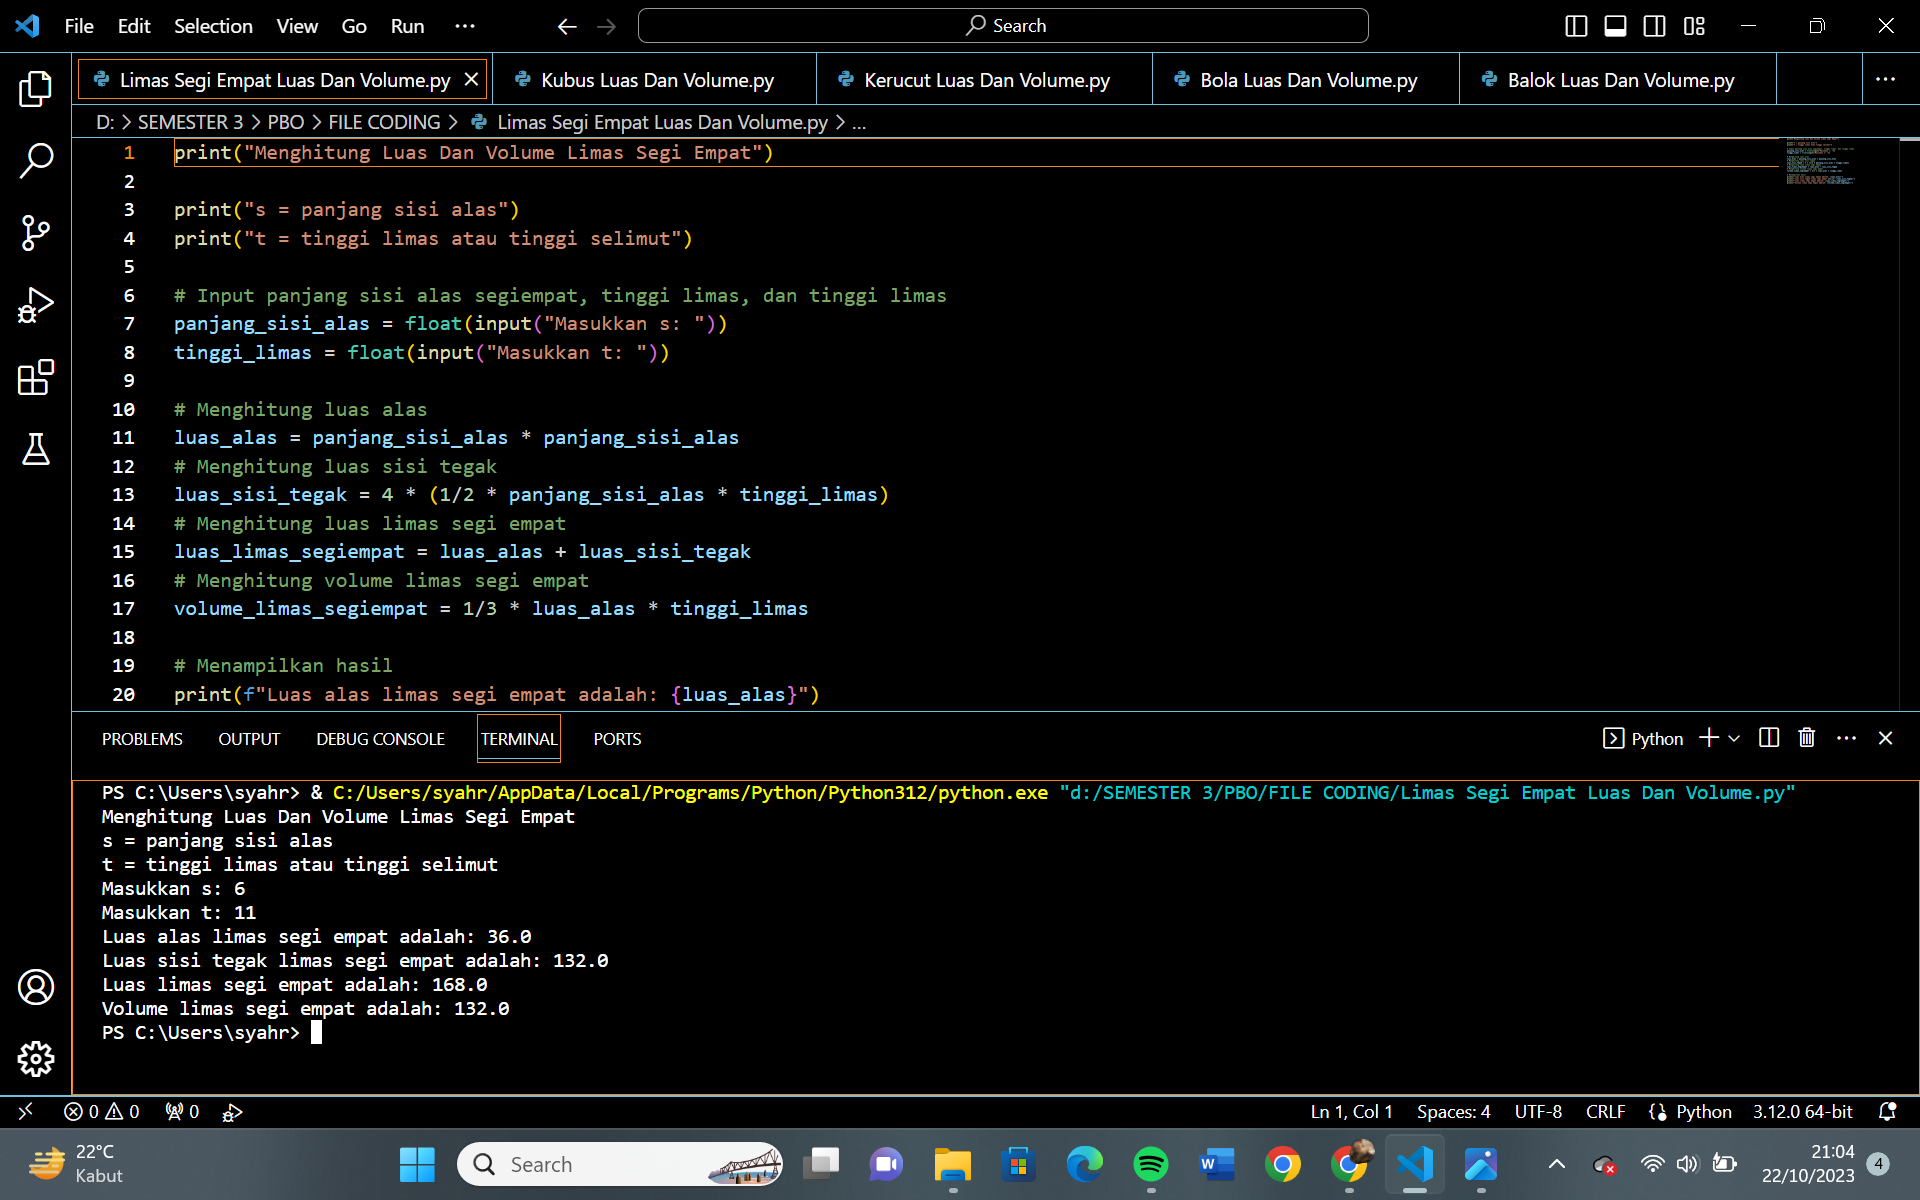 File Edit Selection View Go Run ···
Search
Limas Segi Empat Luas Dan Volume.py
Kubus Luas Dan Volume.py
Kerucut Luas Dan Volume.py
Bola Luas Dan Volume.py
Balok Luas Dan Volume.py
D: > SEMESTER 3 > PBO > FILE CODING > Limas Segi Empat Luas Dan Volume.py > ...
1 print("Menghitung Luas Dan Volume Limas Segi Empat")
2
3 print("s = panjang sisi alas")
4 print("t = tinggi limas atau tinggi selimut")
5
6 # Input panjang sisi alas segiempat, tinggi limas, dan tinggi limas
7 panjang_sisi_alas = float(input("Masukkan s: "))
8 tinggi_limas = float(input("Masukkan t: "))
9
10 # Menghitung luas alas
11 luas_alas = panjang_sisi_alas * panjang_sisi_alas
12 # Menghitung luas sisi tegak
13 luas_sisi_tegak = 4 * (1/2 * panjang_sisi_alas * tinggi_limas)
14 # Menghitung luas limas segi empat
15 luas_limas_segiempat = luas_alas + luas_sisi_tegak
16 # Menghitung volume limas segi empat
17 volume_limas_segiempat = 1/3 * luas_alas * tinggi_limas
18
19 # Menampilkan hasil
20 print(f"Luas alas limas segi empat adalah: {luas_alas}")
PROBLEMS OUTPUT DEBUG CONSOLE TERMINAL PORTS
Python
PS C:\Users\syahr> & C:/Users/syahr/AppData/Local/Programs/Python/Python312/python.exe "d:/SEMESTER 3/PBO/FILE CODING/Limas Segi Empat Luas Dan Volume.py"
Menghitung Luas Dan Volume Limas Segi Empat
s = panjang sisi alas
t = tinggi limas atau tinggi selimut
Masukkan s: 6
Masukkan t: 11
Luas alas limas segi empat adalah: 36.0
Luas sisi tegak limas segi empat adalah: 132.0
Luas limas segi empat adalah: 168.0
Volume limas segi empat adalah: 132.0
PS C:\Users\syahr>
0 0 0
Ln 1, Col 1 Spaces: 4 UTF-8 CRLF Python 3.12.0 64-bit
22°C
Kabut
Search
21:04
22/10/2023
4